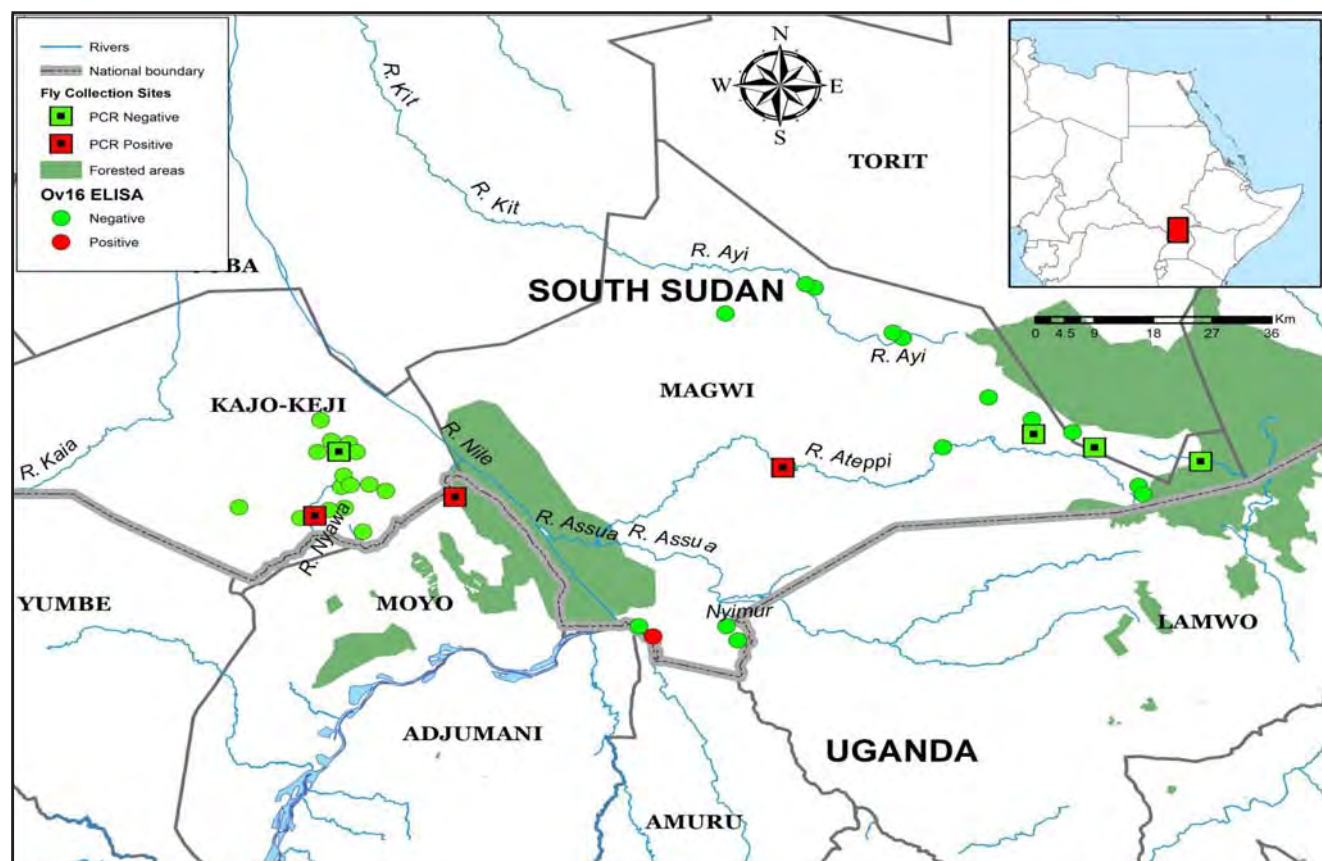 Rivers
National boundary
Fly Collection Sites
PCR Negative
PCR Positive
Forested areas
Ov16 ELISA
Negative
Positive
N
W E
S
R. Kit
R. Kit
TORIT
R. Ayi
SOUTH SUDAN
Km
0 4.5 9 18 27 36
R. Ayi
MAGWI
KAJO-KEJI
R. Nile
R. Kaia
R. Ateppi
R. Nyawa
R. Assua
R. Assua
YUMBE
MOYO
Nyimur
LAMWO
ADJUMANI
UGANDA
AMURU